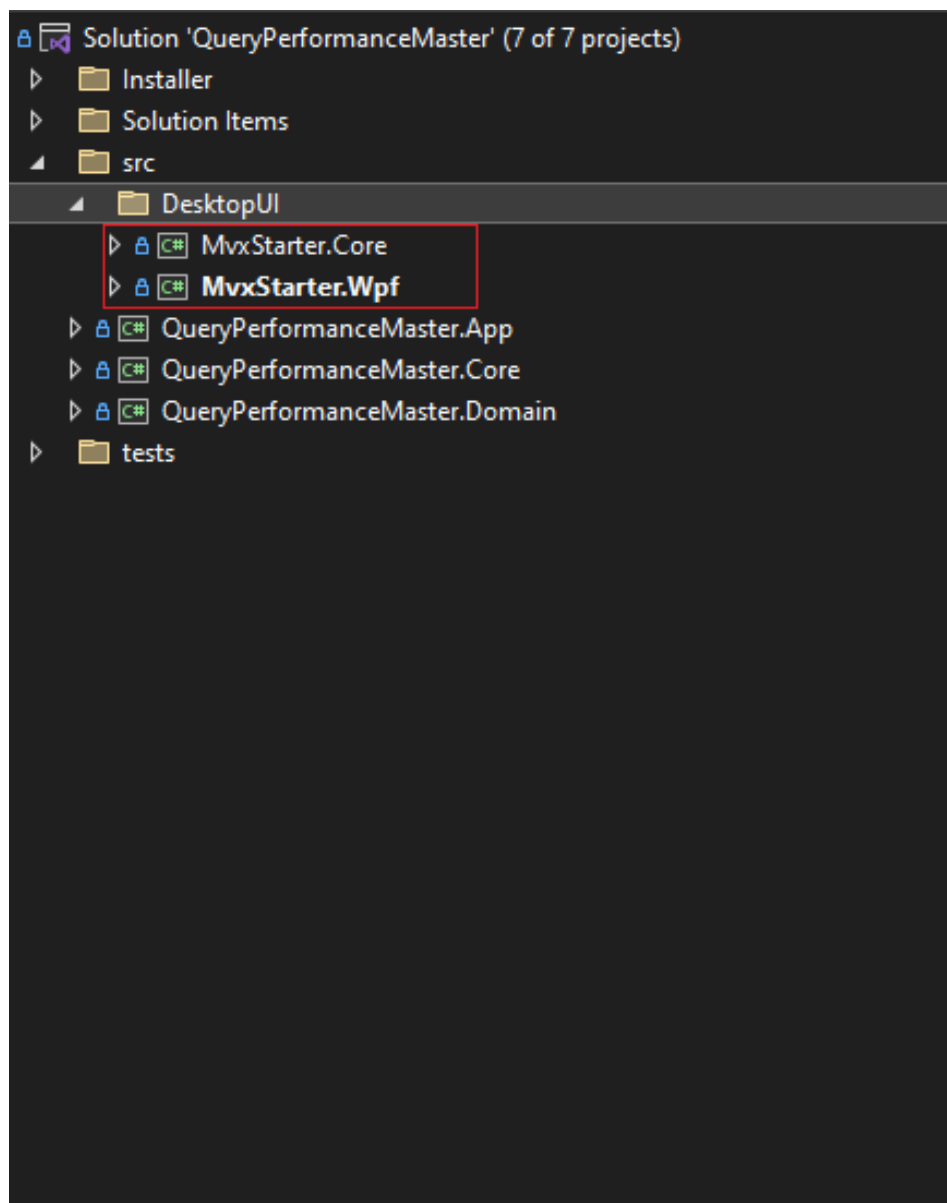 Solution 'QueryPerformanceMaster' (7 of 7 projects)
Installer
Solution Items
src
DesktopUI
C# MvxStarter.Core
C# MvxStarter.Wpf
C# QueryPerformanceMaster.App
C# QueryPerformanceMaster.Core
C# QueryPerformanceMaster.Domain
tests